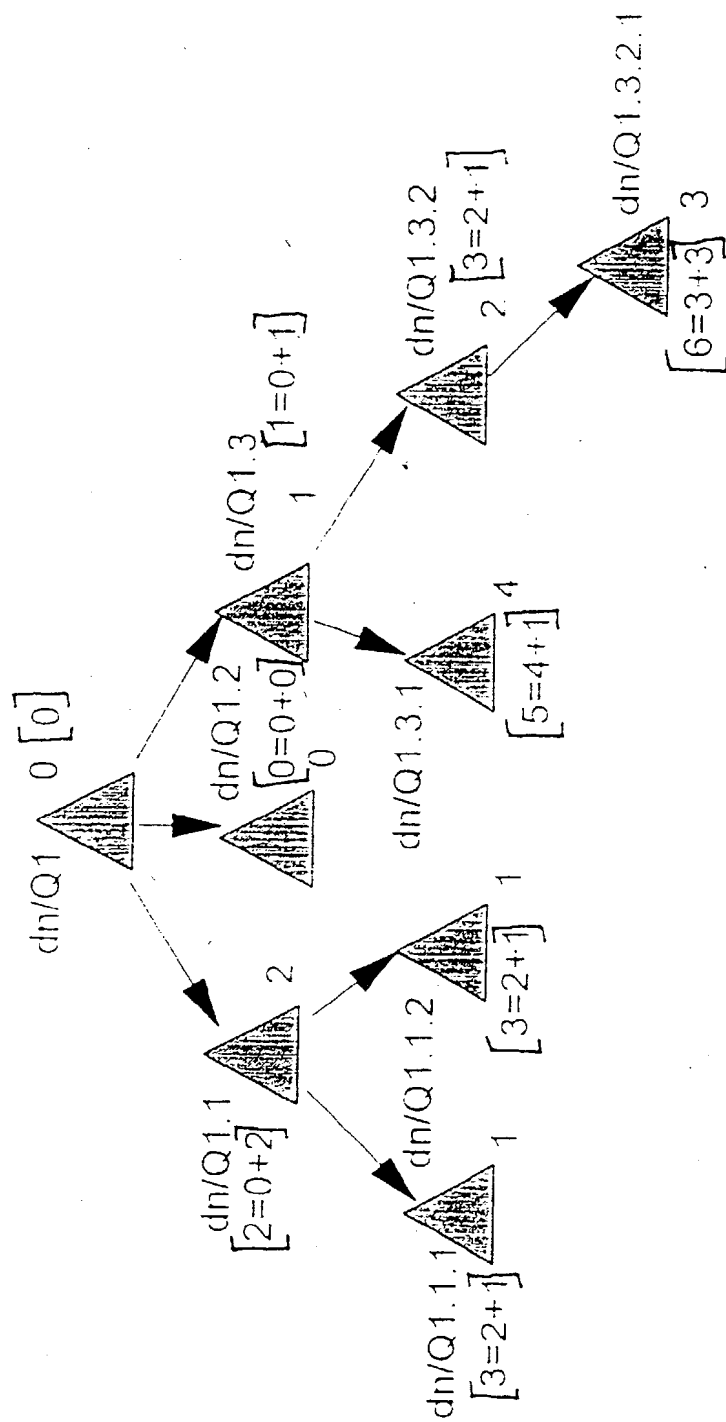 dn/Q1
0 [0]
dn/Q1.1
[2=0+2]
2
dn/Q1.2
[0=0+0]
0
dn/Q1.3
[1=0+1]
1
dn/Q1.1.1
[3=2+1]
1
dn/Q1.1.2
[3=2+1]
1
dn/Q1.3.1
[5=4+1]
4
dn/Q1.3.2
2 [3=2+1]
dn/Q1.3.2.1
[6=3+3]
3